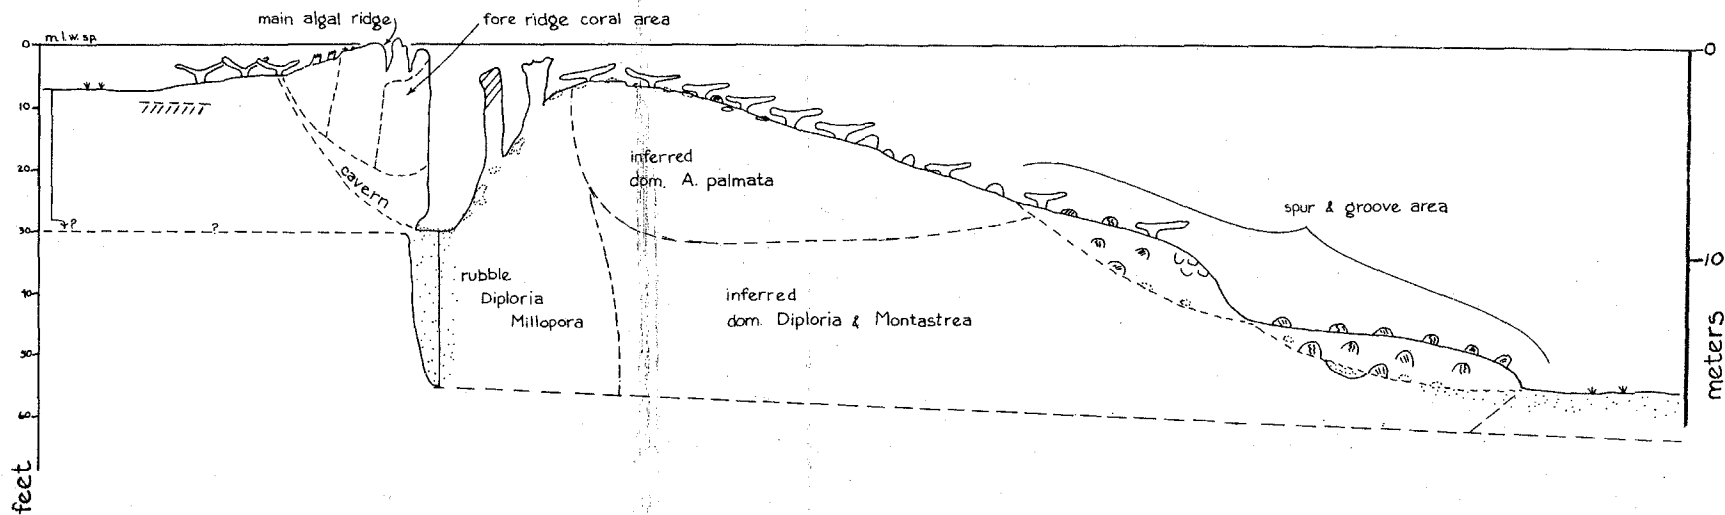 main algal ridge
fore ridge coral area
m.l.w. sp.
0
10
20
30
40
50
60
feet
cavern
?
?
rubble
Diploria
Millopora
inferred
dom. A. palmata
inferred
dom. Diploria & Montastrea
spur & groove area
0
10
meters